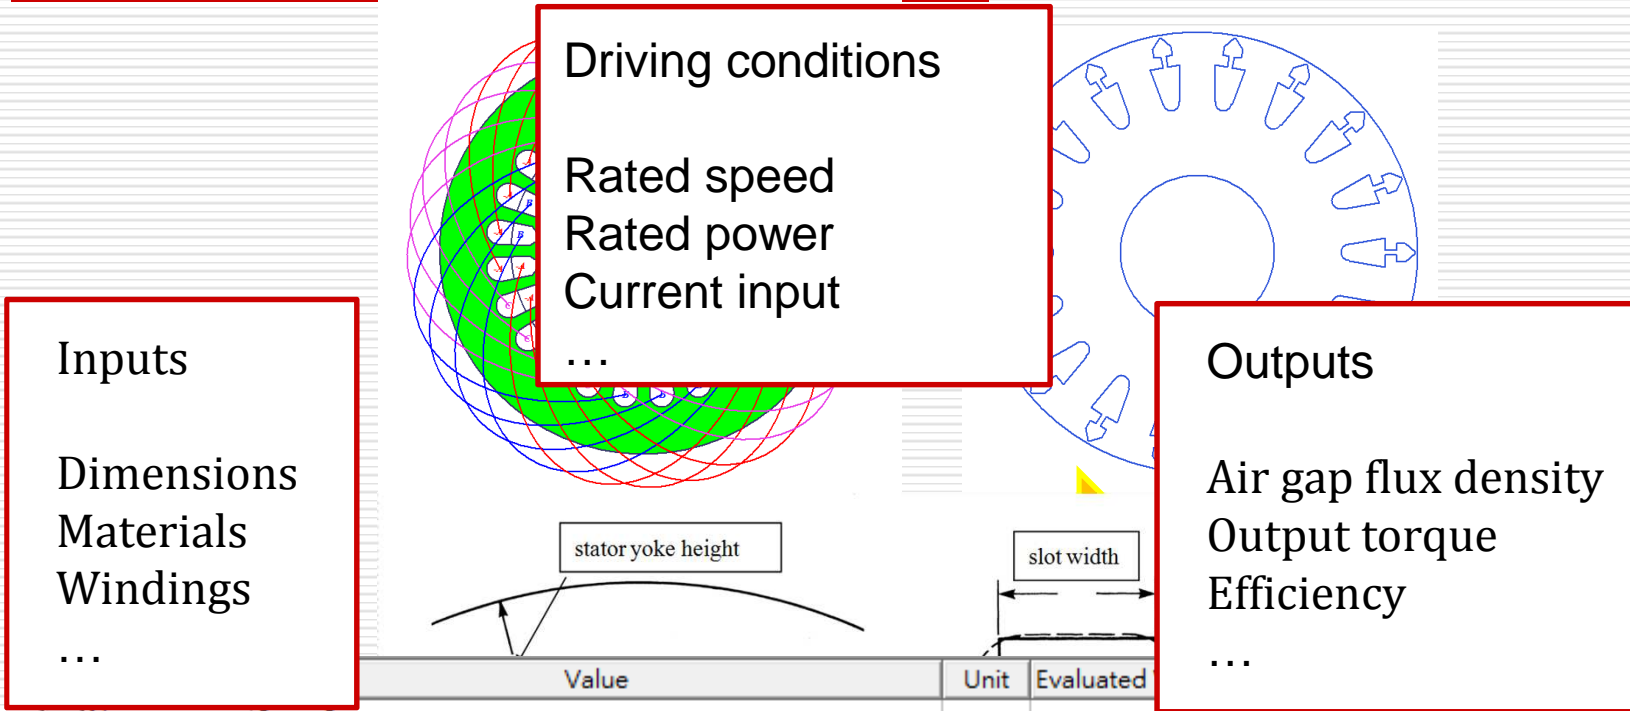 Driving conditions
Rated speed
Rated power
Current input
…
Inputs
Dimensions
Materials
Windings
…
Outputs
Air gap flux density
Output torque
Efficiency
…
stator yoke height
slot width
Value
Unit
Evaluated